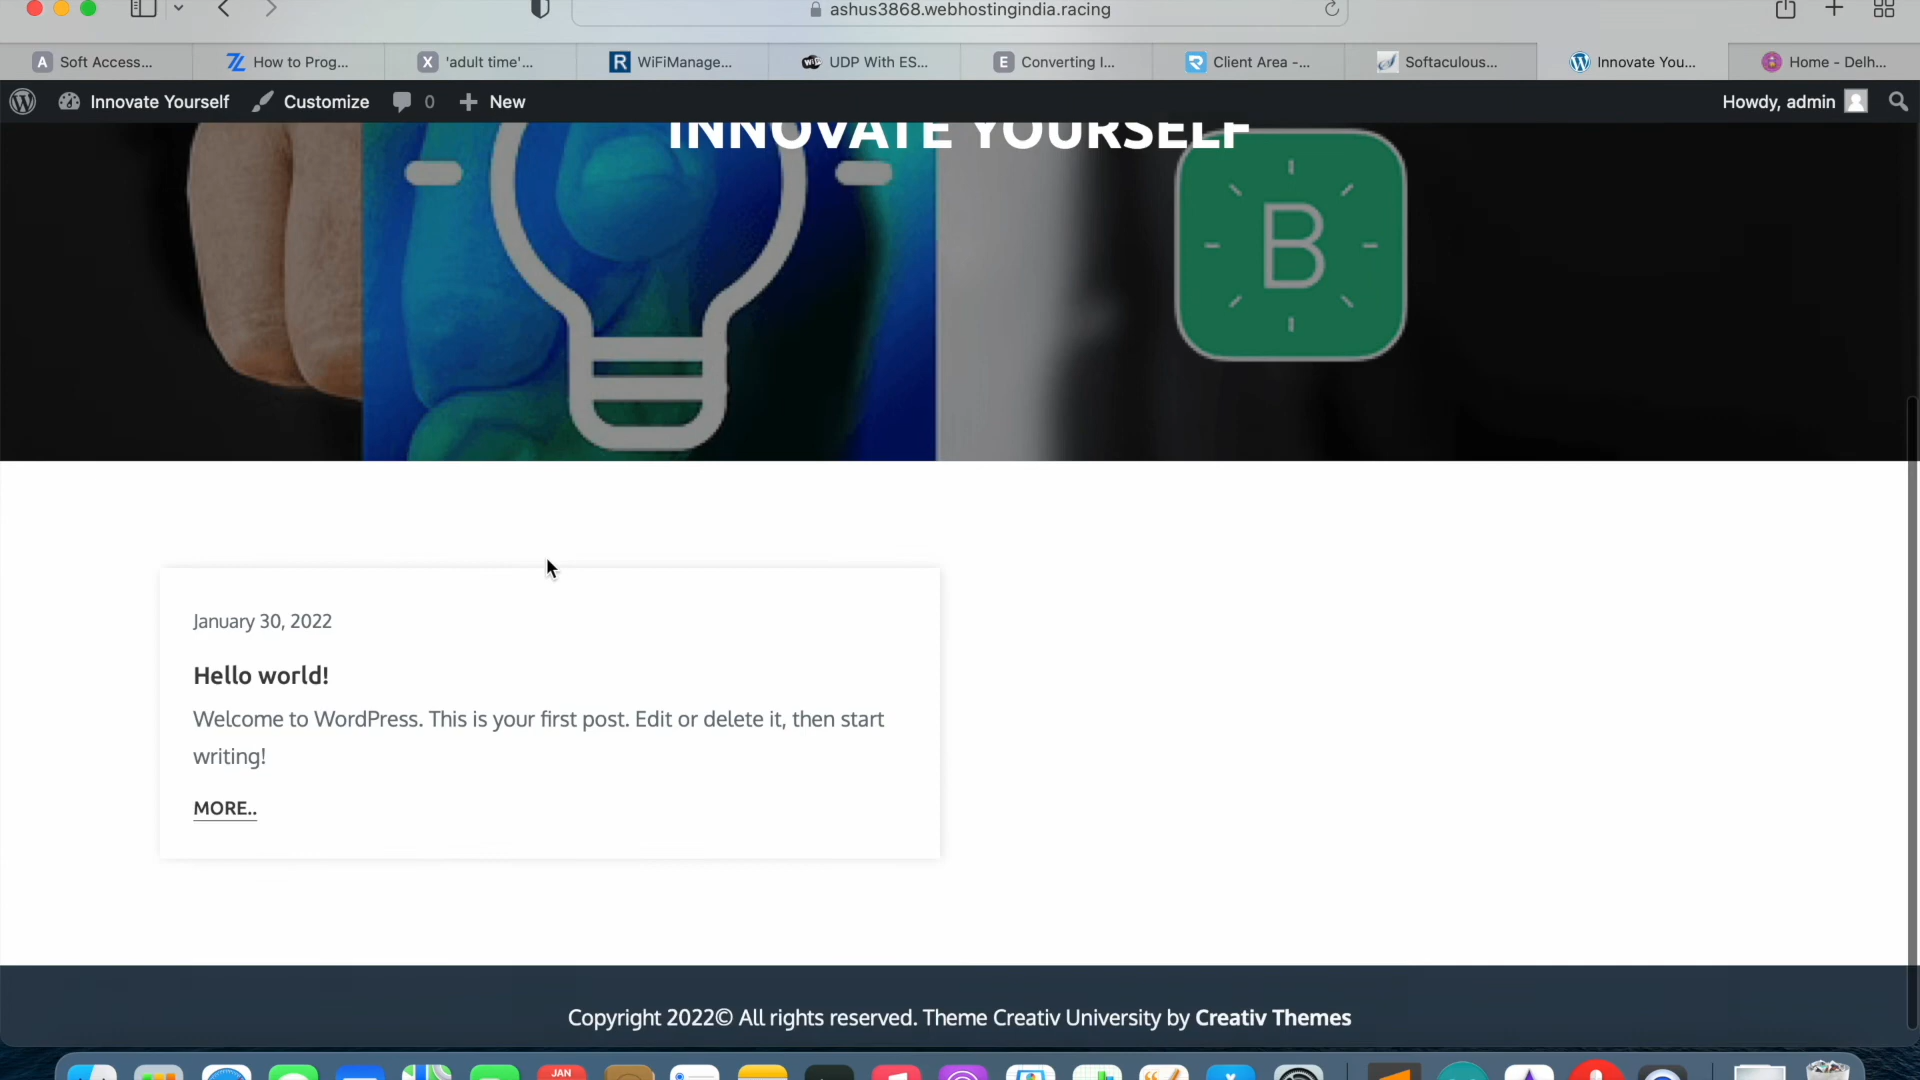 ashus3868.webhostingindia.racing
A Soft Access...
How to Prog...
X 'adult time'...
R WiFiManage...
UDP With ES...
E Converting I...
Client Area -...
Softaculous...
Innovate You...
Home - Delh...
Innovate Yourself
Customize
0
New
Howdy, admin
INNOVATE YOURSELF
B
January 30, 2022
Hello world!
Welcome to WordPress. This is your first post. Edit or delete it, then start
writing!
MORE..
Copyright 2022© All rights reserved. Theme Creativ University by Creativ Themes
JAN